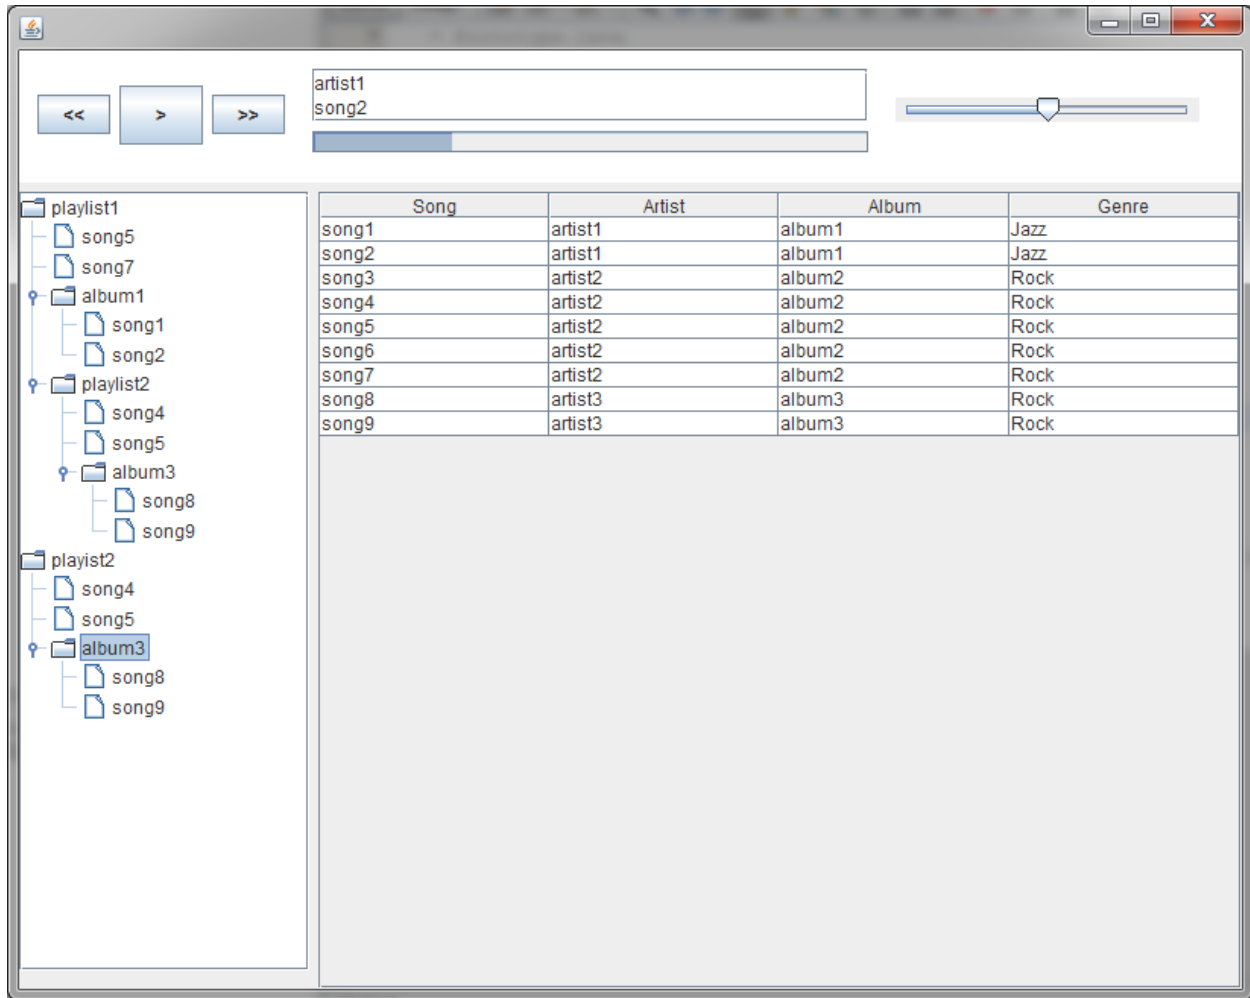 << > >>
artist1
song2
playlist1
song5
song7
album1
song1
song2
playlist2
song4
song5
album3
song8
song9
playist2
song4
song5
album3
song8
song9
Song Artist Album Genre
song1 artist1 album1 Jazz
song2 artist1 album1 Jazz
song3 artist2 album2 Rock
song4 artist2 album2 Rock
song5 artist2 album2 Rock
song6 artist2 album2 Rock
song7 artist2 album2 Rock
song8 artist3 album3 Rock
song9 artist3 album3 Rock